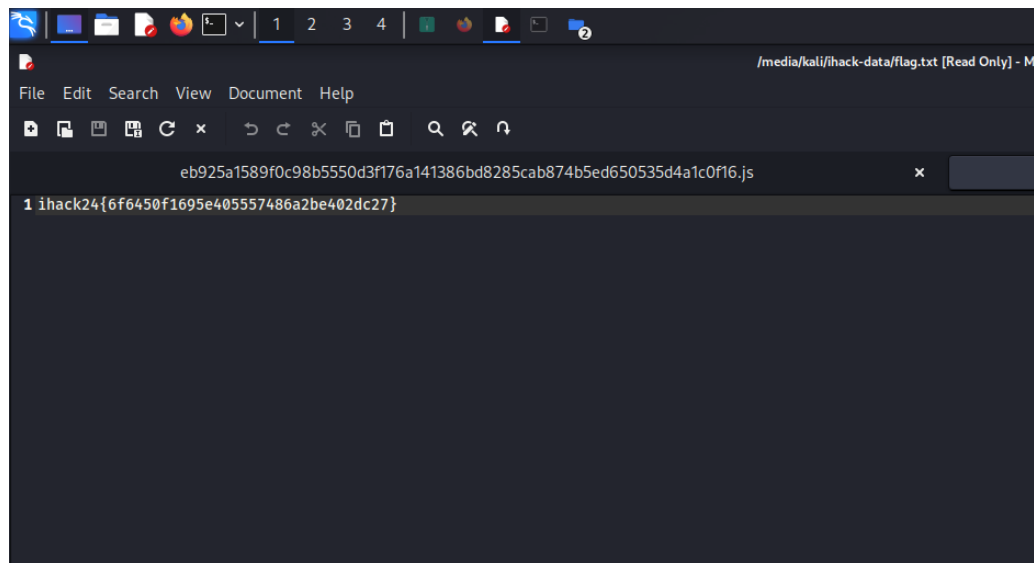 1 2 3 4
2
/media/kali/ihack-data/flag.txt [Read Only] - M
File Edit Search View Document Help
eb925a1589f0c98b5550d3f176a141386bd8285cab874b5ed650535d4a1c0f16.js
1 ihack24{6f6450f1695e405557486a2be402dc27}